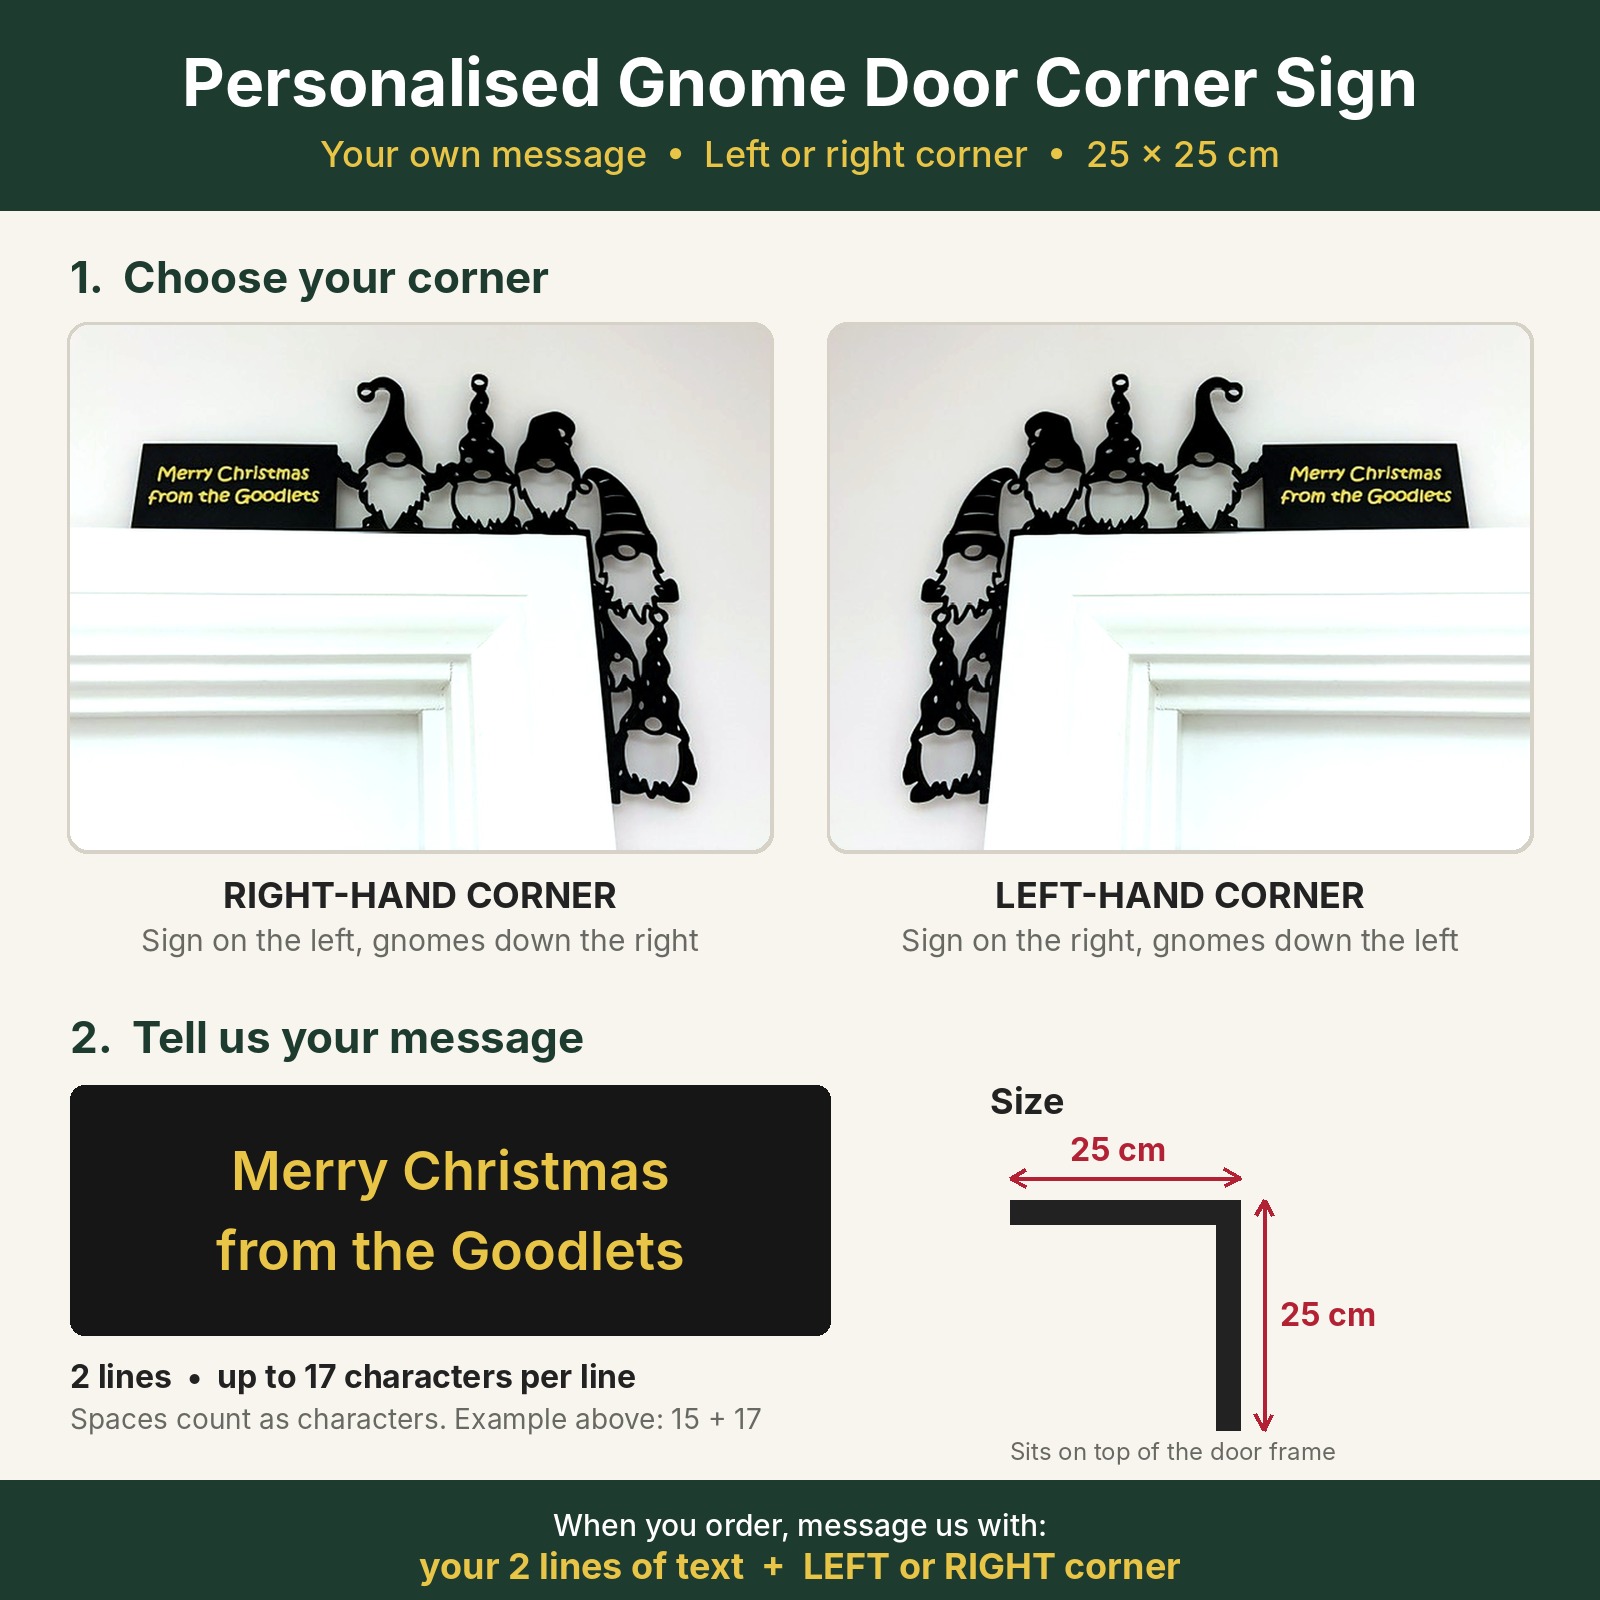 Personalised Gnome Door Corner Sign
Your own message • Left or right corner • 25 × 25 cm
1. Choose your corner
Merry Christmas
from the Goodlets
Merry Christmas
from the Goodlets
RIGHT-HAND CORNER
Sign on the left, gnomes down the right
LEFT-HAND CORNER
Sign on the right, gnomes down the left
2. Tell us your message
Merry Christmas
from the Goodlets
2 lines • up to 17 characters per line
Spaces count as characters. Example above: 15 + 17
Size
25 cm
25 cm
Sits on top of the door frame
When you order, message us with:
your 2 lines of text + LEFT or RIGHT corner